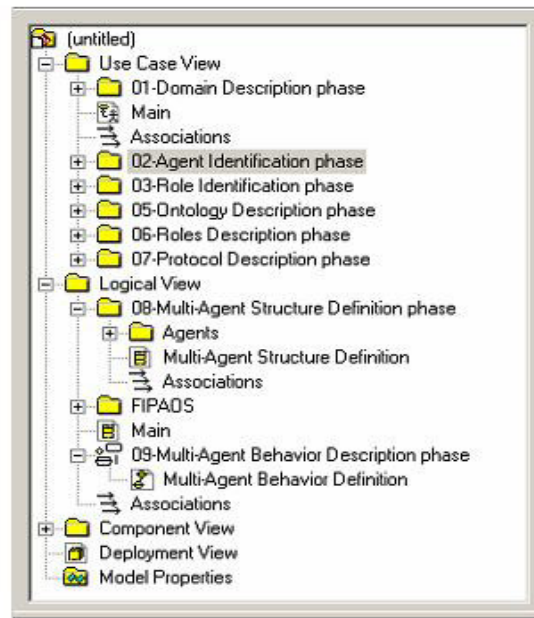 (untitled)
Use Case View
01-Domain Description phase
Main
Associations
02-Agent Identification phase
03-Role Identification phase
05-Ontology Description phase
06-Roles Description phase
07-Protocol Description phase
Logical View
08-Multi-Agent Structure Definition phase
Agents
Multi-Agent Structure Definition
Associations
FIPAOS
Main
09-Multi-Agent Behavior Description phase
Multi-Agent Behavior Definition
Associations
Component View
Deployment View
Model Properties